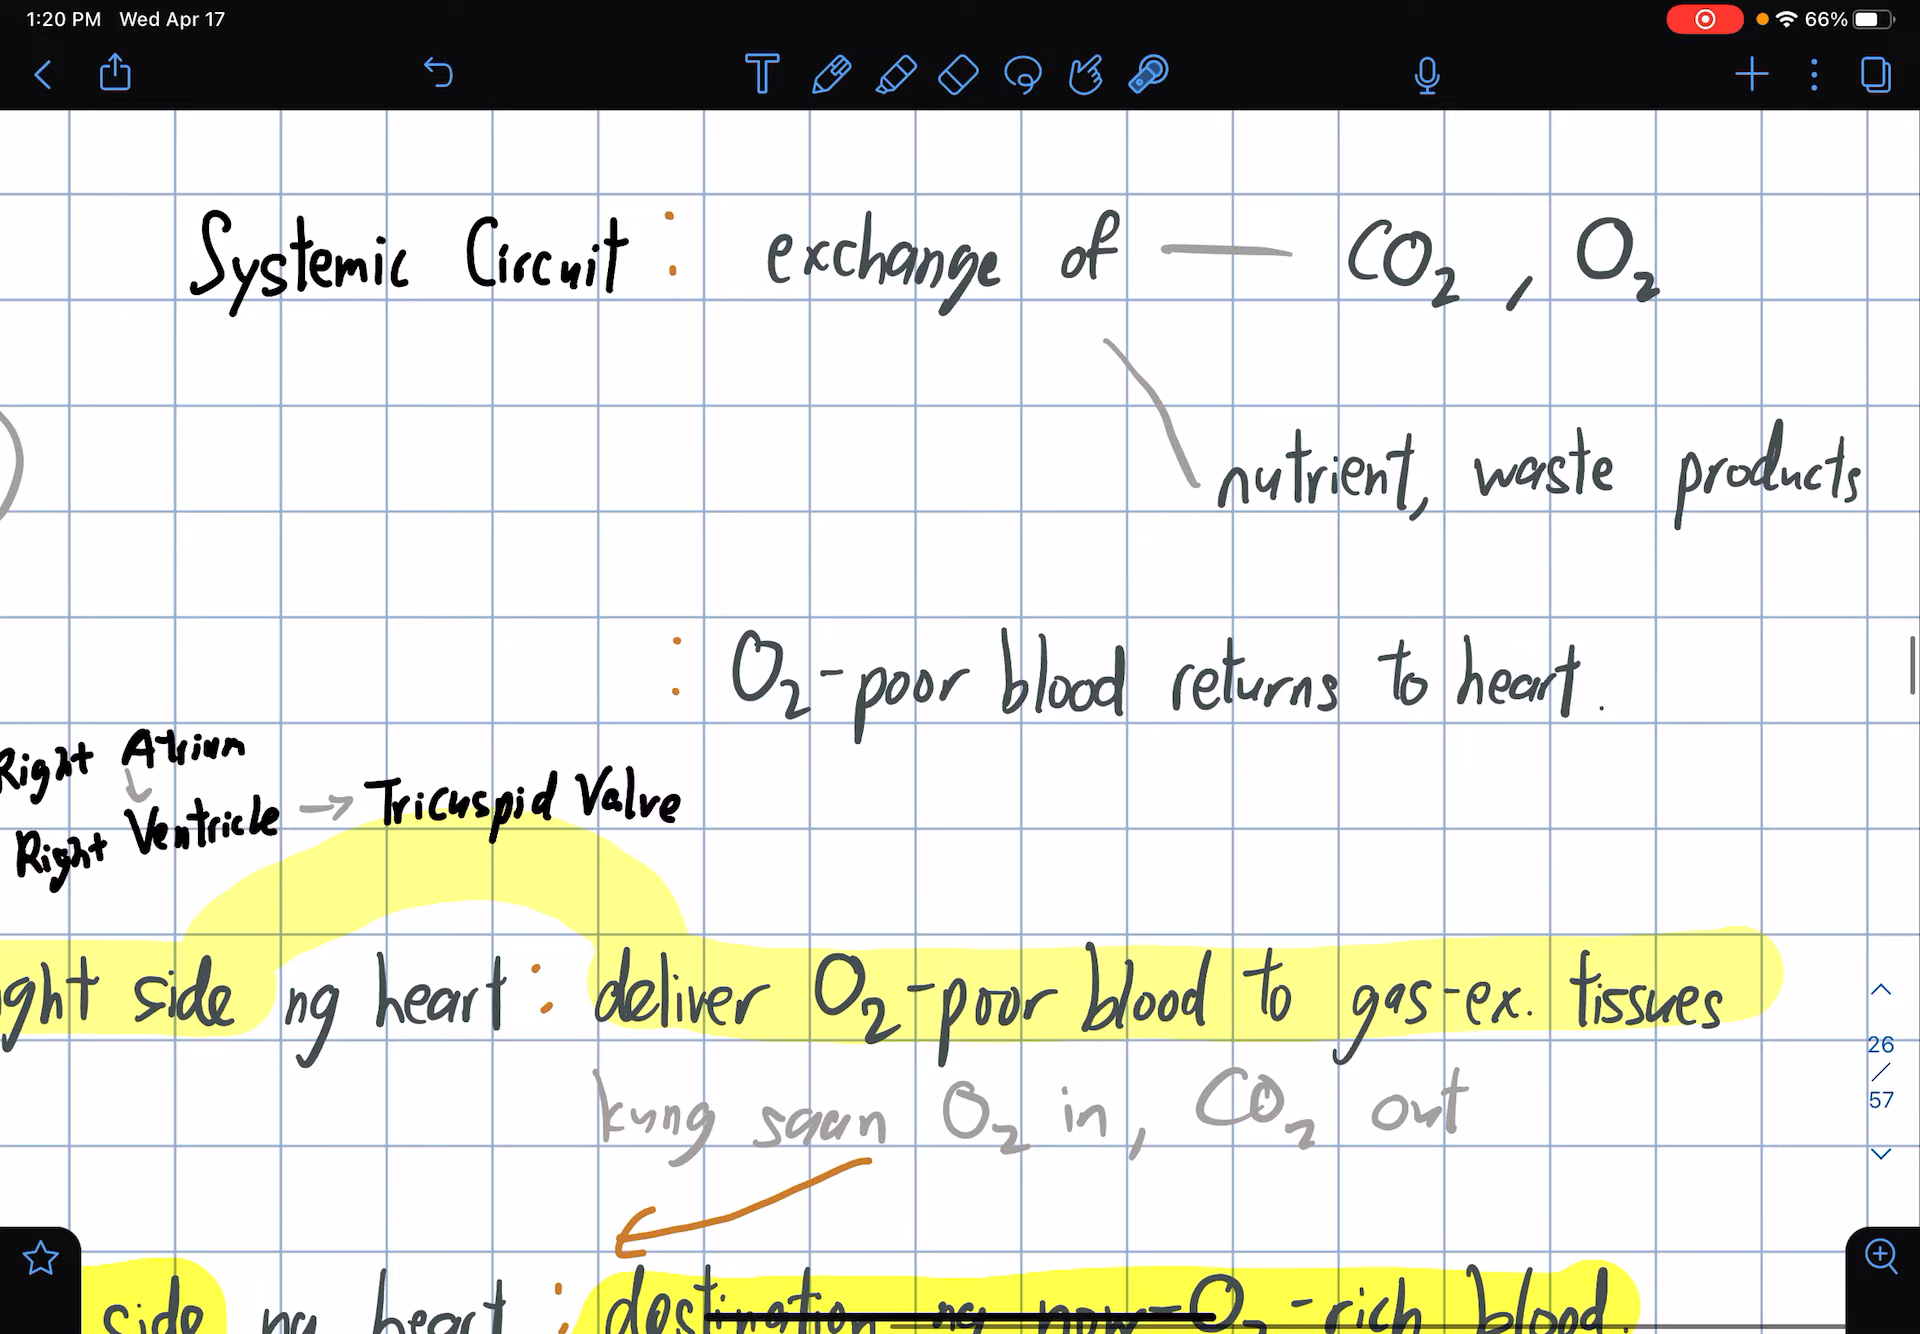 1:20 PM Wed Apr 17
66%
Systemic Circuit : exchange of — CO₂, O₂
nutrient, waste products
: O₂-poor blood returns to heart.
Right Atrium
Right Ventricle → Tricuspid Valve
ght side ng heart : deliver O₂-poor blood to gas-ex. tissues
kung saan O₂ in, CO₂ out
26
/
57
side ng heart : destination ng now-O₂-rich blood.